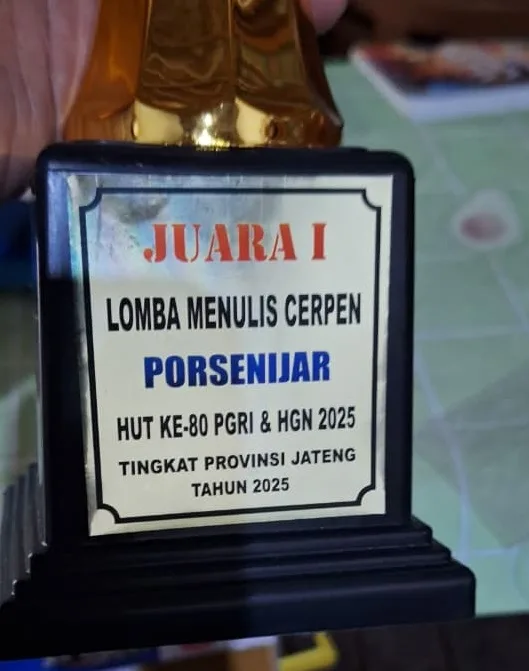 JUARA I
LOMBA MENULIS CERPEN
PORSENIJAR
HUT KE-80 PGRI & HGN 2025
TINGKAT PROVINSI JATENG
TAHUN 2025